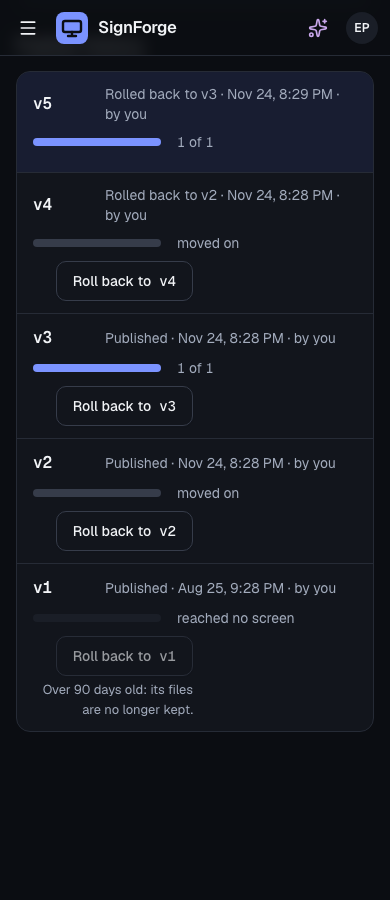 SignForge
EP
v5
Rolled back to v3 · Nov 24, 8:29 PM ·
by you
1 of 1
v4
Rolled back to v2 · Nov 24, 8:28 PM ·
by you
moved on
Roll back to v4
v3
Published · Nov 24, 8:28 PM · by you
1 of 1
Roll back to v3
v2
Published · Nov 24, 8:28 PM · by you
moved on
Roll back to v2
v1
Published · Aug 25, 9:28 PM · by you
reached no screen
Roll back to v1
Over 90 days old: its files
are no longer kept.